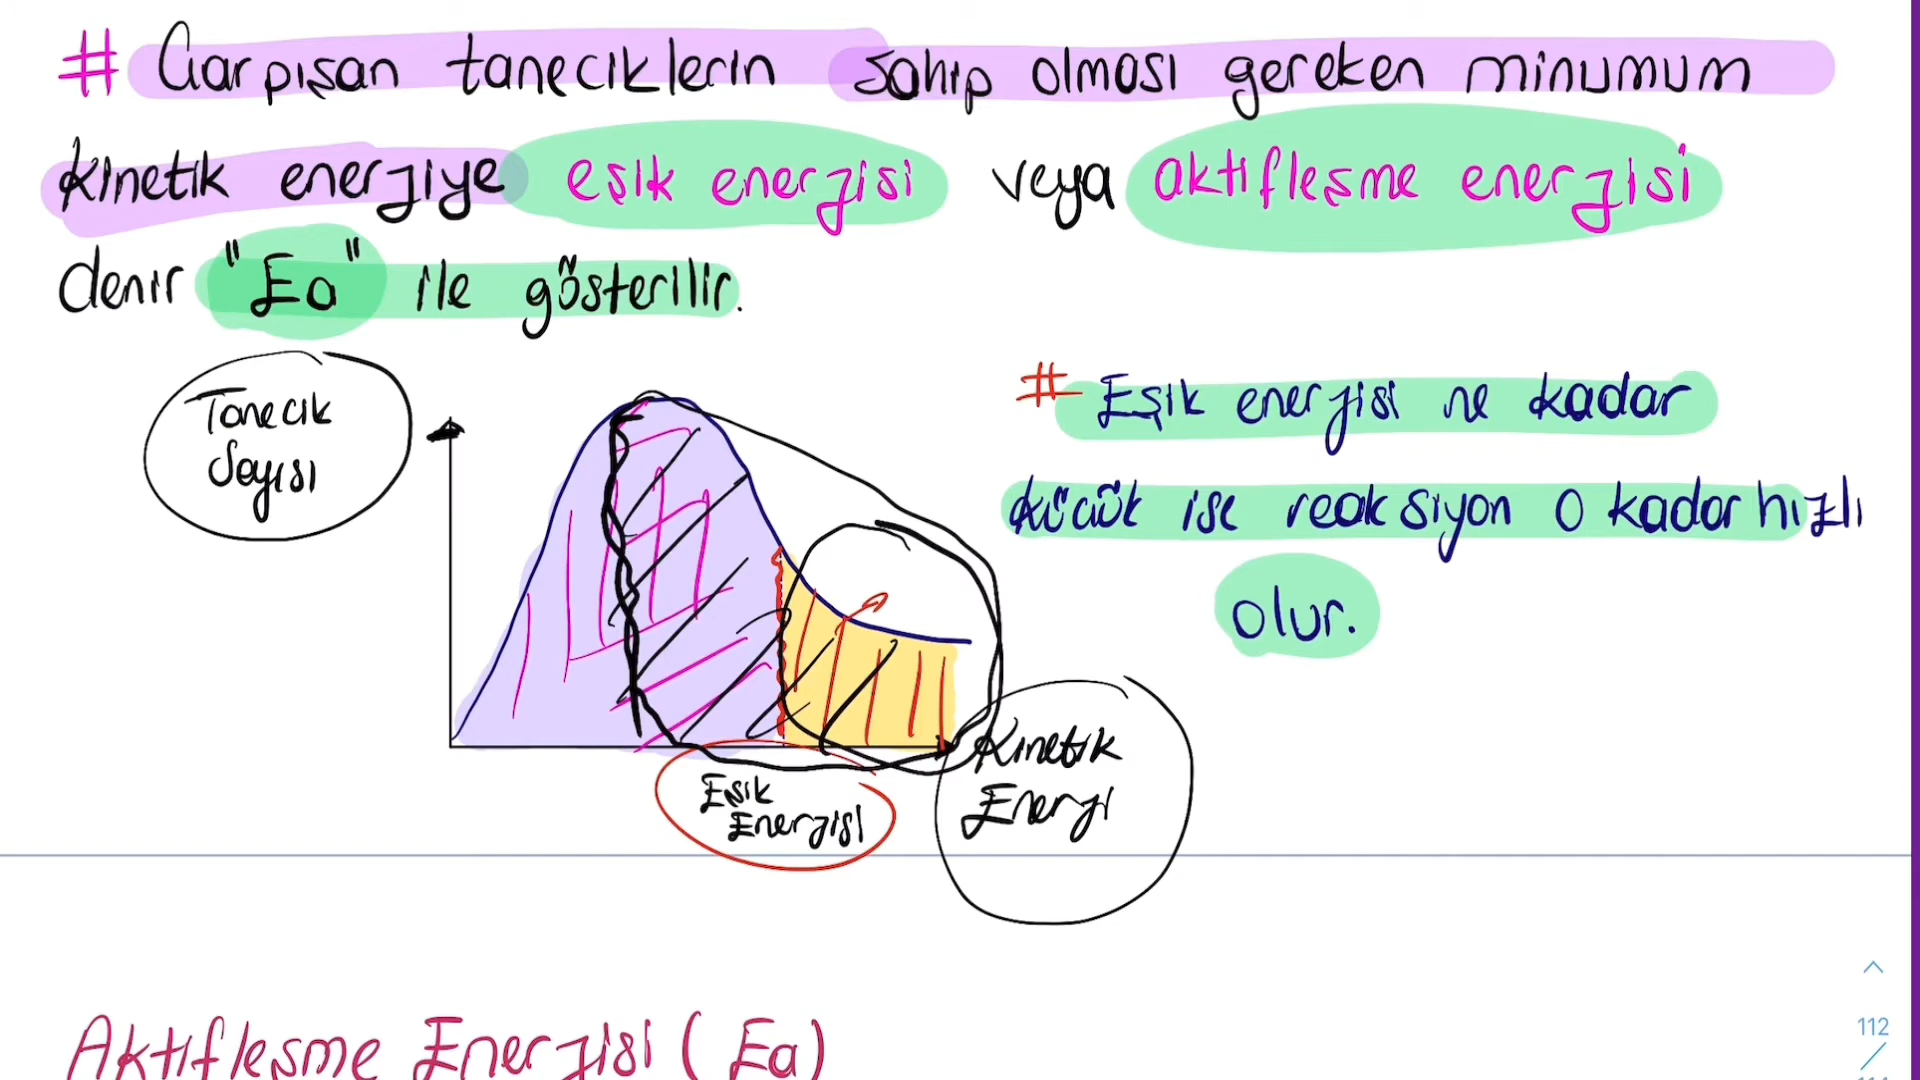 # Çarpışan taneciklerin sahip olması gereken minumum
kinetik enerjiye eşik enerjisi veya aktifleşme enerjisi
denir "Ea" ile gösterilir.
Tanecik
Sayısı
# Eşik enerjisi ne kadar
küçük ise reaksiyon o kadar hızlı
olur.
Eşik
Enerjisi
Kinetik
Enerji
Aktifleşme Enerjisi (Ea)
112